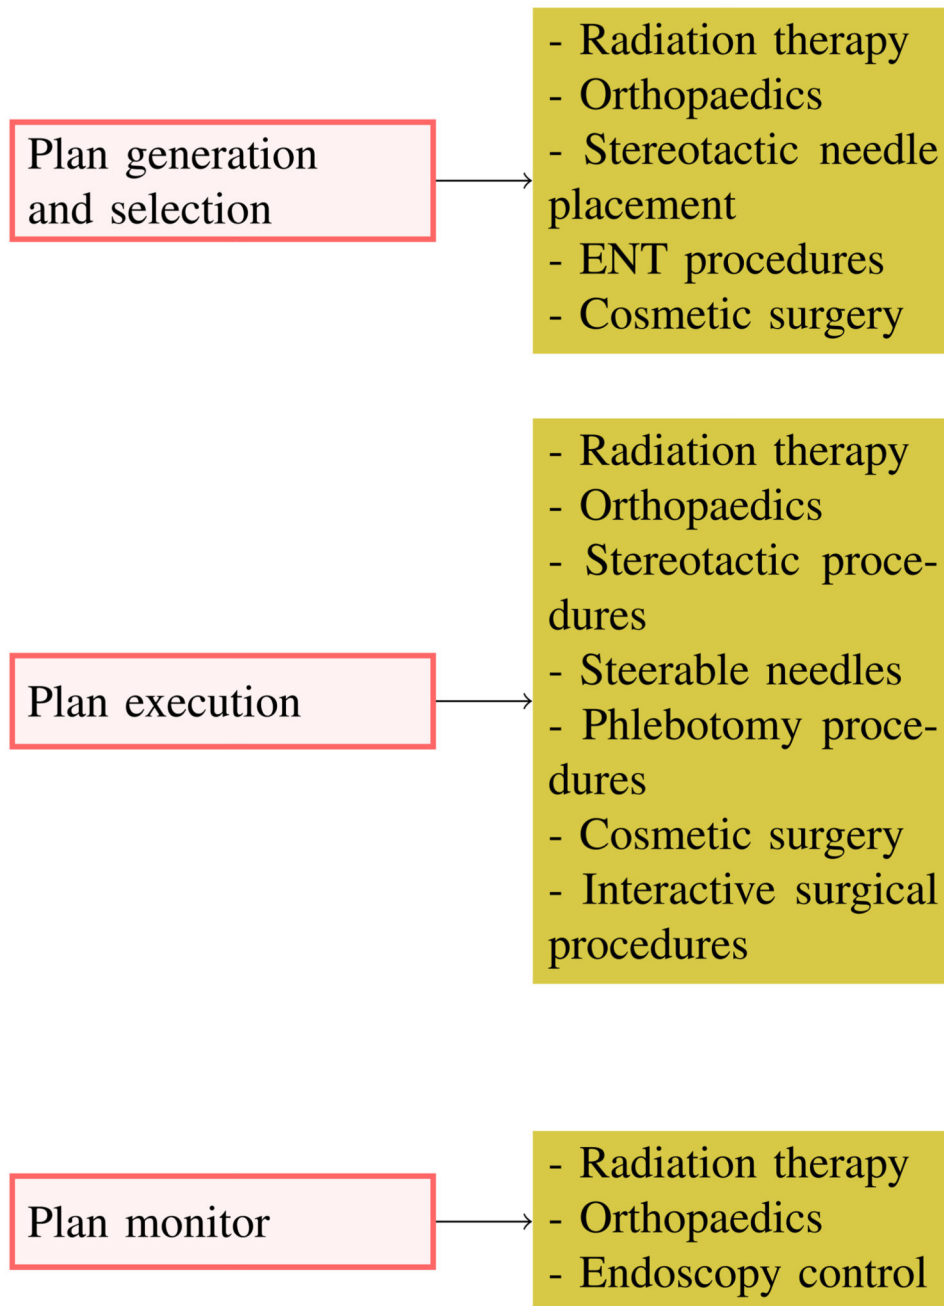 Plan generation
and selection
- Radiation therapy
- Orthopaedics
- Stereotactic needle
placement
- ENT procedures
- Cosmetic surgery
Plan execution
- Radiation therapy
- Orthopaedics
- Stereotactic proce-
dures
- Steerable needles
- Phlebotomy proce-
dures
- Cosmetic surgery
- Interactive surgical
procedures
Plan monitor
- Radiation therapy
- Orthopaedics
- Endoscopy control